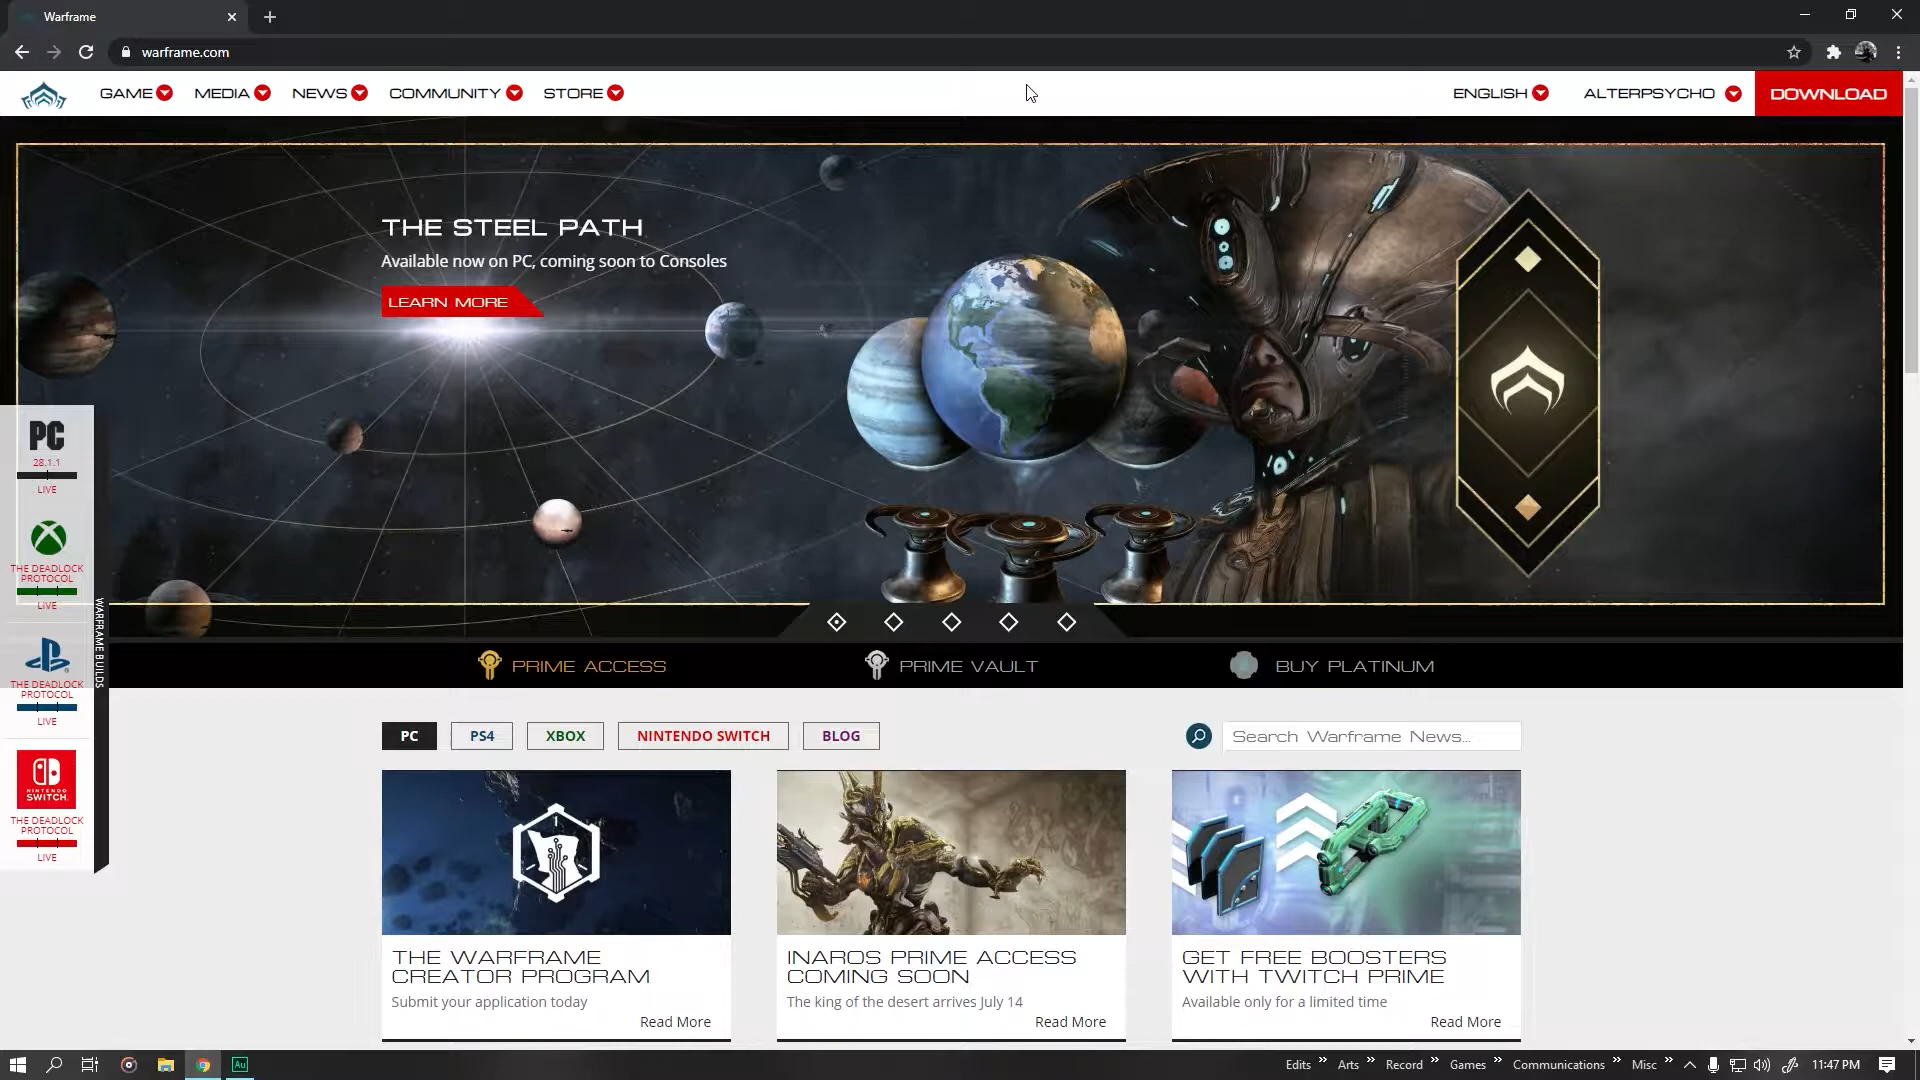 Warframe
warframe.com
GAME
MEDIA
NEWS
COMMUNITY
STORE
ENGLISH
ALTERPSYCHO
DOWNLOAD
THE STEEL PATH
Available now on PC, coming soon to Consoles
LEARN MORE
PC
28.1.1
LIVE
THE DEADLOCK
PROTOCOL
LIVE
THE DEADLOCK
PROTOCOL
LIVE
NINTENDO
SWITCH
THE DEADLOCK
PROTOCOL
LIVE
WARFRAME BUILDS
PRIME ACCESS
PRIME VAULT
BUY PLATINUM
PC
PS4
XBOX
NINTENDO SWITCH
BLOG
Search Warframe News...
THE WARFRAME
CREATOR PROGRAM
Submit your application today
Read More
INAROS PRIME ACCESS
COMING SOON
The king of the desert arrives July 14
Read More
GET FREE BOOSTERS
WITH TWITCH PRIME
Available only for a limited time
Read More
Au
Edits
Arts
Record
Games
Communications
Misc
11:47 PM